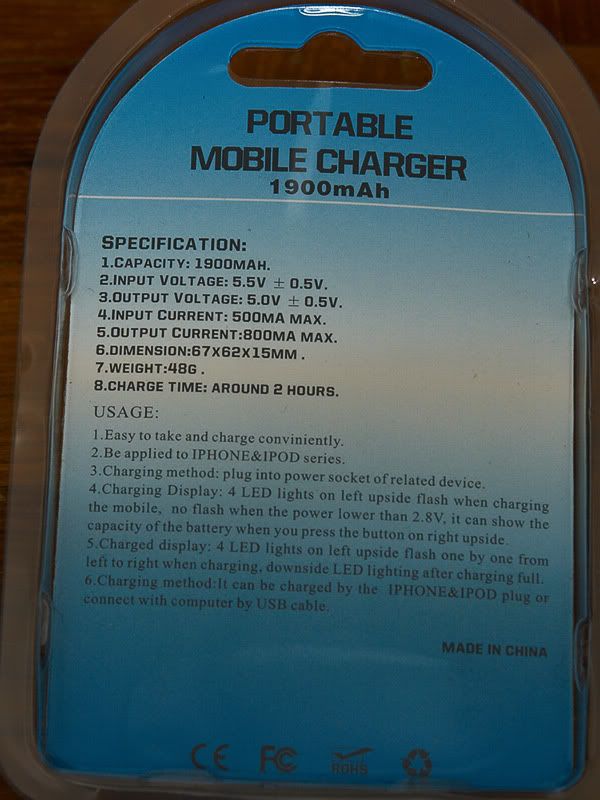 PORTABLE
MOBILE CHARGER
1900mAh
SPECIFICATION:
1.CAPACITY: 1900MAH.
2.INPUT VOLTAGE: 5.5V ± 0.5V.
3.OUTPUT VOLTAGE: 5.0V ± 0.5V.
4.INPUT CURRENT: 500MA MAX.
5.OUTPUT CURRENT:800MA MAX.
6.DIMENSION:67X62X15MM .
7.WEIGHT:48G .
8.CHARGE TIME: AROUND 2 HOURS.
USAGE:
1.Easy to take and charge conviniently.
2.Be applied to IPHONE&IPOD series.
3.Charging method: plug into power socket of related device.
4.Charging Display: 4 LED lights on left upside flash when charging
the mobile, no flash when the power lower than 2.8V, it can show the
capacity of the battery when you press the button on right upside.
5.Charged display: 4 LED lights on left upside flash one by one from
left to right when charging, downside LED lighting after charging full.
6.Charging method:It can be charged by the IPHONE&IPOD plug or
connect with computer by USB cable.
MADE IN CHINA
CE FC ROHS